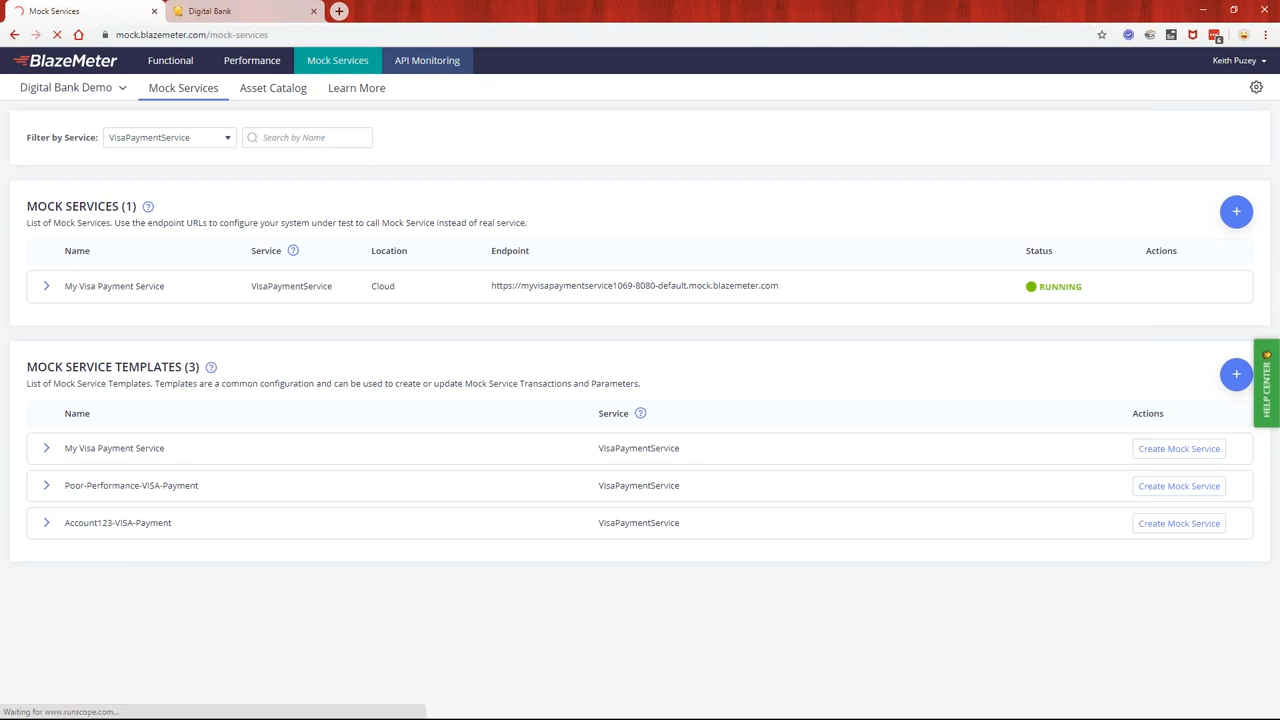 Mock Services
Digital Bank
mock.blazemeter.com/mock-services
BlazeMeter
Functional
Performance
Mock Services
API Monitoring
Keith Puzey
Digital Bank Demo
Mock Services
Asset Catalog
Learn More
Filter by Service:
VisaPaymentService
Search by Name
MOCK SERVICES (1)
List of Mock Services. Use the endpoint URLs to configure your system under test to call Mock Service instead of real service.
Name Service Location Endpoint Status Actions
My Visa Payment Service VisaPaymentService Cloud https://myvisapaymentservice1069-8080-default.mock.blazemeter.com RUNNING
MOCK SERVICE TEMPLATES (3)
List of Mock Service Templates. Templates are a common configuration and can be used to create or update Mock Service Transactions and Parameters.
Name Service Actions
My Visa Payment Service VisaPaymentService Create Mock Service
Poor-Performance-VISA-Payment VisaPaymentService Create Mock Service
Account123-VISA-Payment VisaPaymentService Create Mock Service
HELP CENTER
Waiting for www.runscope.com...